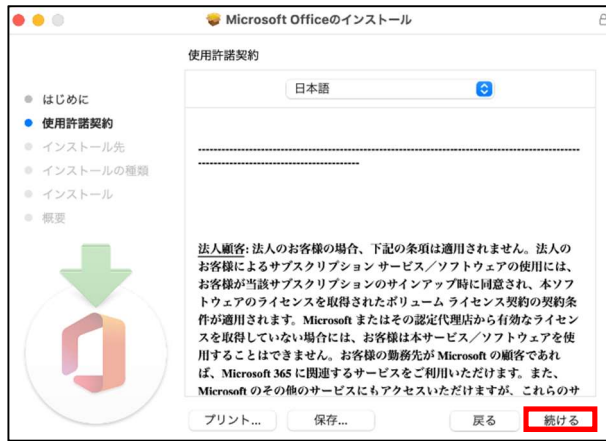 Microsoft Officeのインストール
使用許諾契約
日本語
はじめに
使用許諾契約
インストール先
インストールの種類
インストール
概要
--------------------------------------------------------------------------------------------------
-----------------------------------------
法人顧客: 法人のお客様の場合、下記の条項は適用されません。法人の
お客様によるサブスクリプション サービス／ソフトウェアの使用には、
お客様が当該サブスクリプションのサインアップ時に同意され、本ソフ
トウェアのライセンスを取得されたボリューム ライセンス契約の契約条
件が適用されます。Microsoft またはその認定代理店から有効なライセン
スを取得していない場合には、お客様は本サービス／ソフトウェアを使
用することはできません。お客様の勤務先が Microsoft の顧客であれ
ば、Microsoft 365 に関連するサービスをご利用いただけます。また、
Microsoft のその他のサービスにもアクセスいただけますが、これらのサ
プリント...
保存...
戻る
続ける